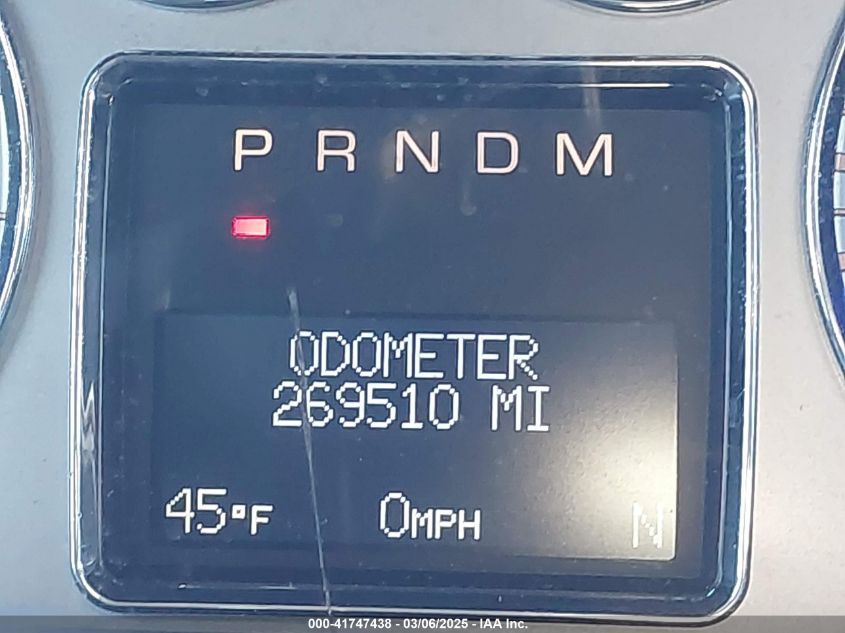 P R N D M
ODOMETER
269510 MI
45°F 0MPH N
000-41747438 - 03/06/2025 - IAA Inc.